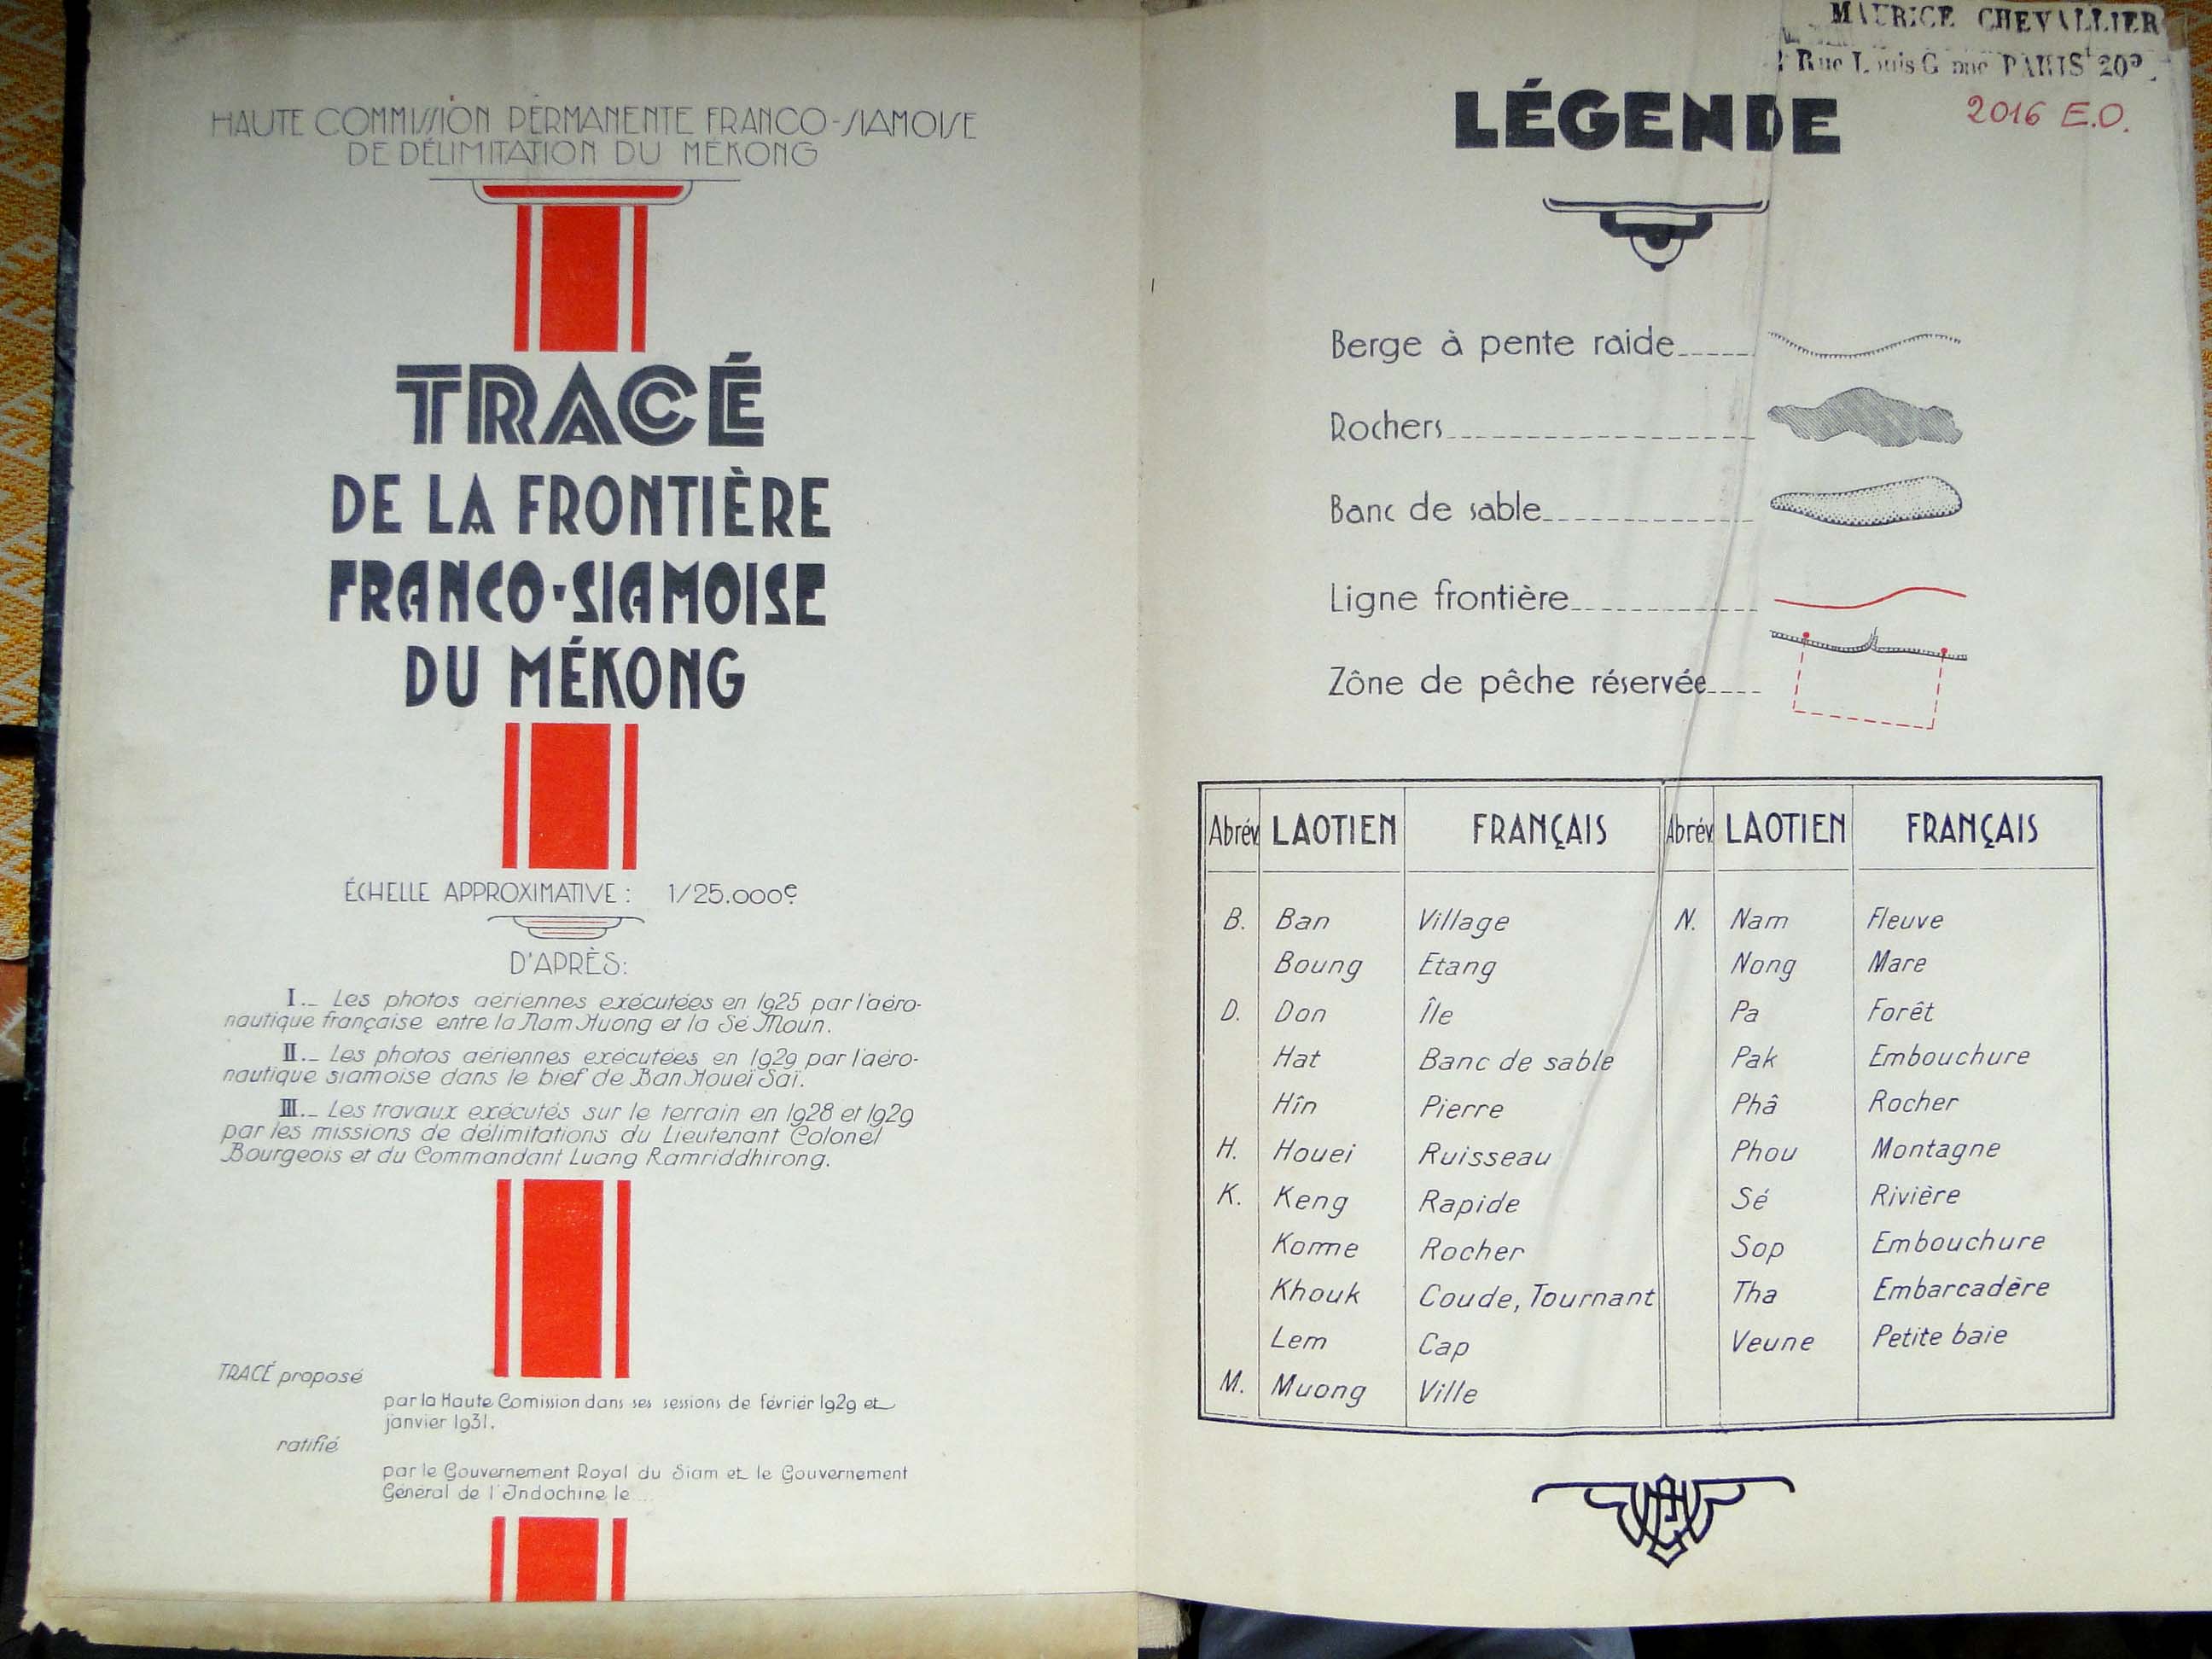 HAUTE COMMISSION PERMANENTE FRANCO-SIAMOISE
DE DÉLIMITATION DU MÉKONG
TRACÉ
DE LA FRONTIÈRE
FRANCO-SIAMOISE
DU MÉKONG
ÉCHELLE APPROXIMATIVE : 1/25.000e
D'APRÈS:
I._ Les photos aériennes exécutées en 1925 par l'aéro-
nautique française entre la Nam Huong et la Sé Moun.
II._ Les photos aériennes exécutées en 1929 par l'aéro-
nautique siamoise dans le bief de Ban Houeï Saï.
III._ Les travaux exécutés sur le terrain en 1928 et 1929
par les missions de délimitations du Lieutenant Colonel
Bourgeois et du Commandant Luang Ramriddhirong.
TRACÉ proposé
par la Haute Comission dans ses sessions de février 1929 et
janvier 1931.
ratifié
par le Gouvernement Royal du Siam et le Gouvernement
Général de l'Indochine le ...
MAURICE CHEVALLIER
Rue Louis PARIS 20e
2016 E.O.
LÉGENDE
Berge à pente raide
Rochers
Banc de sable
Ligne frontière
Zône de pêche réservée
Abrév. LAOTIEN FRANÇAIS Abrév. LAOTIEN FRANÇAIS
B. Ban Village N. Nam Fleuve
Boung Etang Nong Mare
D. Don Île Pa Forêt
Hat Banc de sable Pak Embouchure
Hîn Pierre Phâ Rocher
H. Houei Ruisseau Phou Montagne
K. Keng Rapide Sé Rivière
Korne Rocher Sop Embouchure
Khouk Coude, Tournant Tha Embarcadère
Lem Cap Veune Petite baie
M. Muong Ville